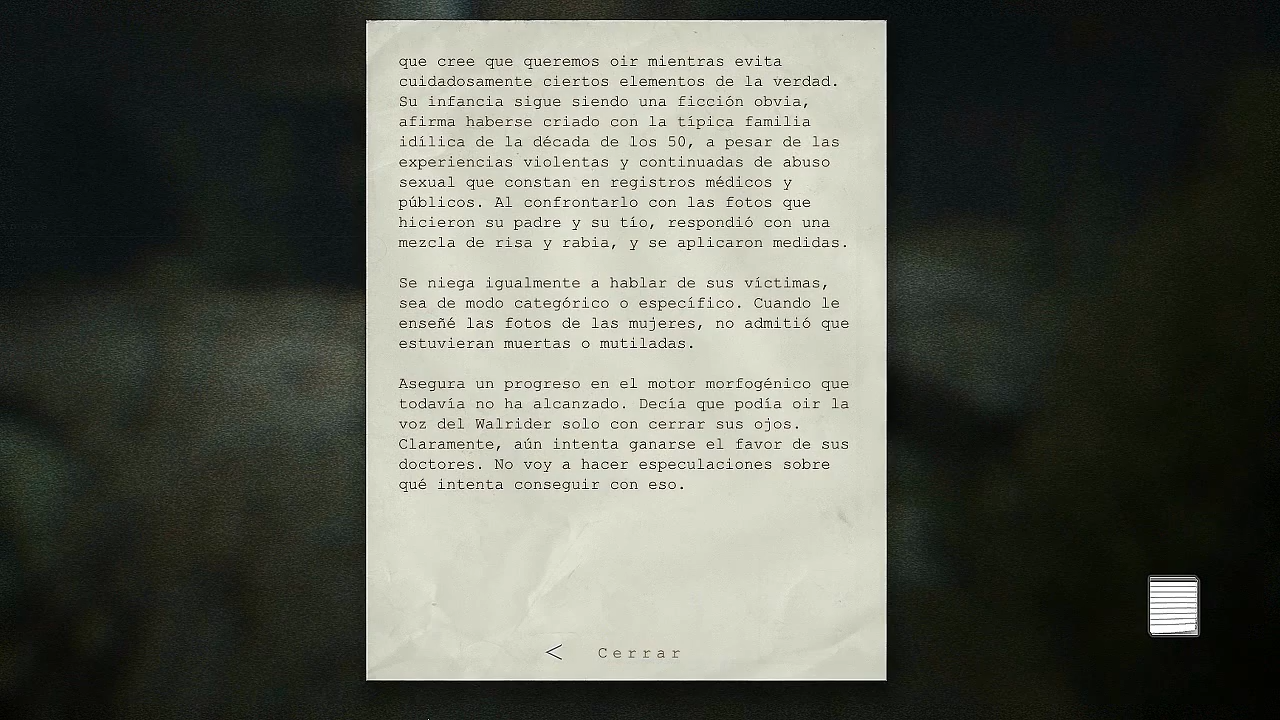 que cree que queremos oir mientras evita
cuidadosamente ciertos elementos de la verdad.
Su infancia sigue siendo una ficción obvia,
afirma haberse criado con la típica familia
idílica de la década de los 50, a pesar de las
experiencias violentas y continuadas de abuso
sexual que constan en registros médicos y
públicos. Al confrontarlo con las fotos que
hicieron su padre y su tío, respondió con una
mezcla de risa y rabia, y se aplicaron medidas.
Se niega igualmente a hablar de sus víctimas,
sea de modo categórico o específico. Cuando le
enseñé las fotos de las mujeres, no admitió que
estuvieran muertas o mutiladas.
Asegura un progreso en el motor morfogénico que
todavía no ha alcanzado. Decía que podía oir la
voz del Walrider solo con cerrar sus ojos.
Claramente, aún intenta ganarse el favor de sus
doctores. No voy a hacer especulaciones sobre
qué intenta conseguir con eso.
< Cerrar